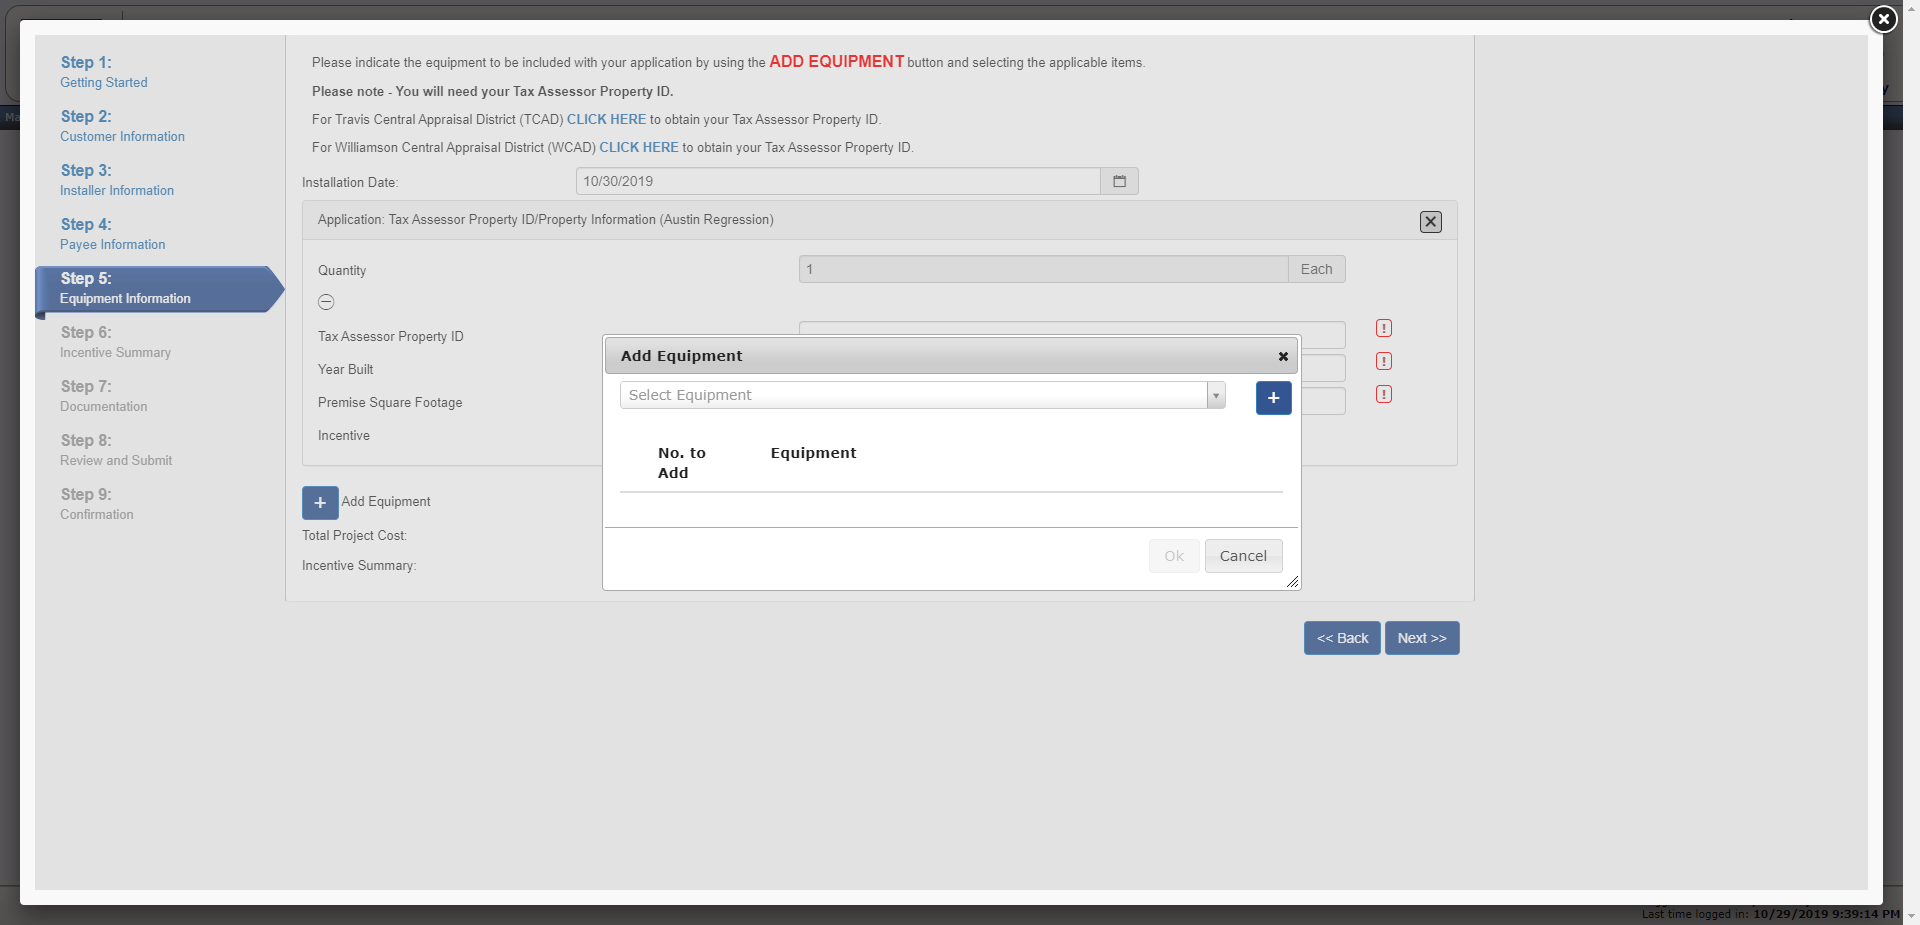 Step 1:
Getting Started
Step 2:
Customer Information
Step 3:
Installer Information
Step 4:
Payee Information
Step 5:
Equipment Information
Step 6:
Incentive Summary
Step 7:
Documentation
Step 8:
Review and Submit
Step 9:
Confirmation
Please indicate the equipment to be included with your application by using the ADD EQUIPMENT button and selecting the applicable items.
Please note - You will need your Tax Assessor Property ID.
For Travis Central Appraisal District (TCAD) CLICK HERE to obtain your Tax Assessor Property ID.
For Williamson Central Appraisal District (WCAD) CLICK HERE to obtain your Tax Assessor Property ID.
Installation Date: 10/30/2019
Application: Tax Assessor Property ID/Property Information (Austin Regression)
Quantity 1 Each
Tax Assessor Property ID
Year Built
Premise Square Footage
Incentive
+ Add Equipment
Total Project Cost:
Incentive Summary:
Add Equipment
Select Equipment +
No. to Add
Equipment
Ok Cancel
<< Back Next >>
Last time logged in: 10/29/2019 9:39:14 PM